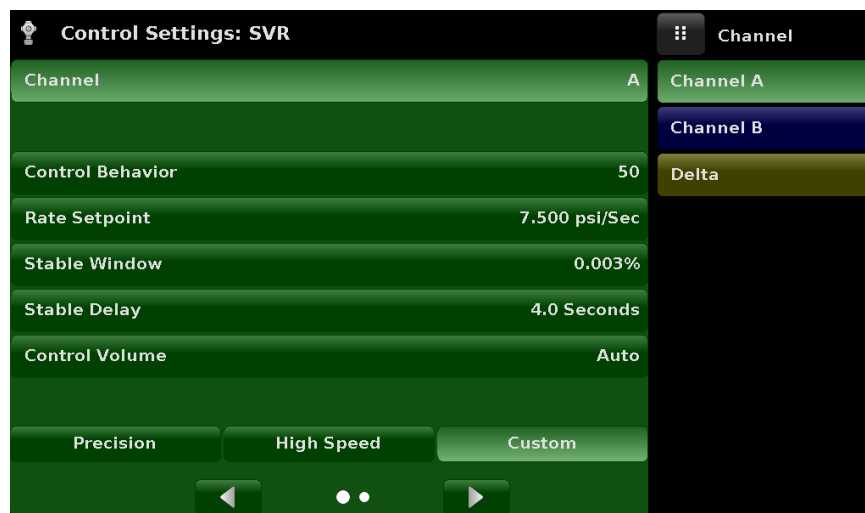 Control Settings: SVR
Channel
Channel A
Channel A
Channel B
Control Behavior 50
Delta
Rate Setpoint 7.500 psi/Sec
Stable Window 0.003%
Stable Delay 4.0 Seconds
Control Volume Auto
Precision High Speed Custom